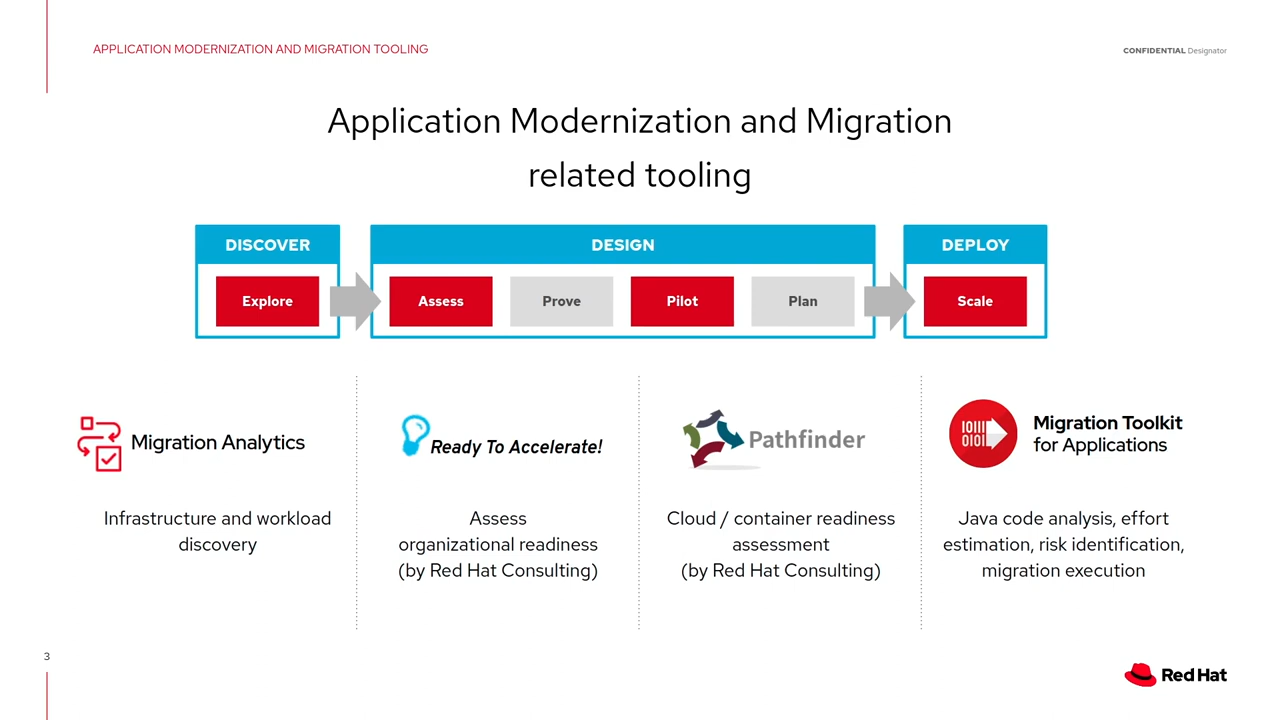 APPLICATION MODERNIZATION AND MIGRATION TOOLING
CONFIDENTIAL Designator
Application Modernization and Migration
related tooling
DISCOVER
DESIGN
DEPLOY
Explore
Assess
Prove
Pilot
Plan
Scale
Migration Analytics
Infrastructure and workload
discovery
Ready To Accelerate!
Assess
organizational readiness
(by Red Hat Consulting)
Pathfinder
Cloud / container readiness
assessment
(by Red Hat Consulting)
Migration Toolkit
for Applications
Java code analysis, effort
estimation, risk identification,
migration execution
3
Red Hat